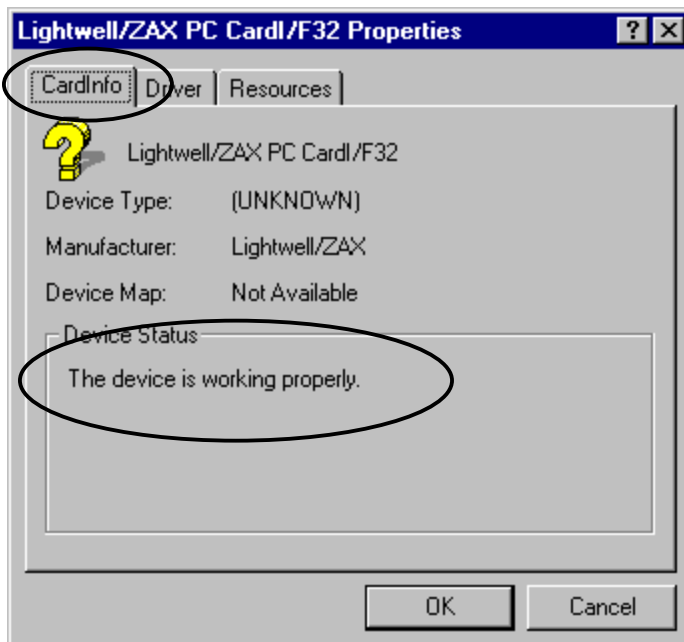 Lightwell/ZAX PC CardI/F32 Properties
CardInfo Driver Resources
Lightwell/ZAX PC CardI/F32
Device Type: (UNKNOWN)
Manufacturer: Lightwell/ZAX
Device Map: Not Available
Device Status
The device is working properly.
OK Cancel